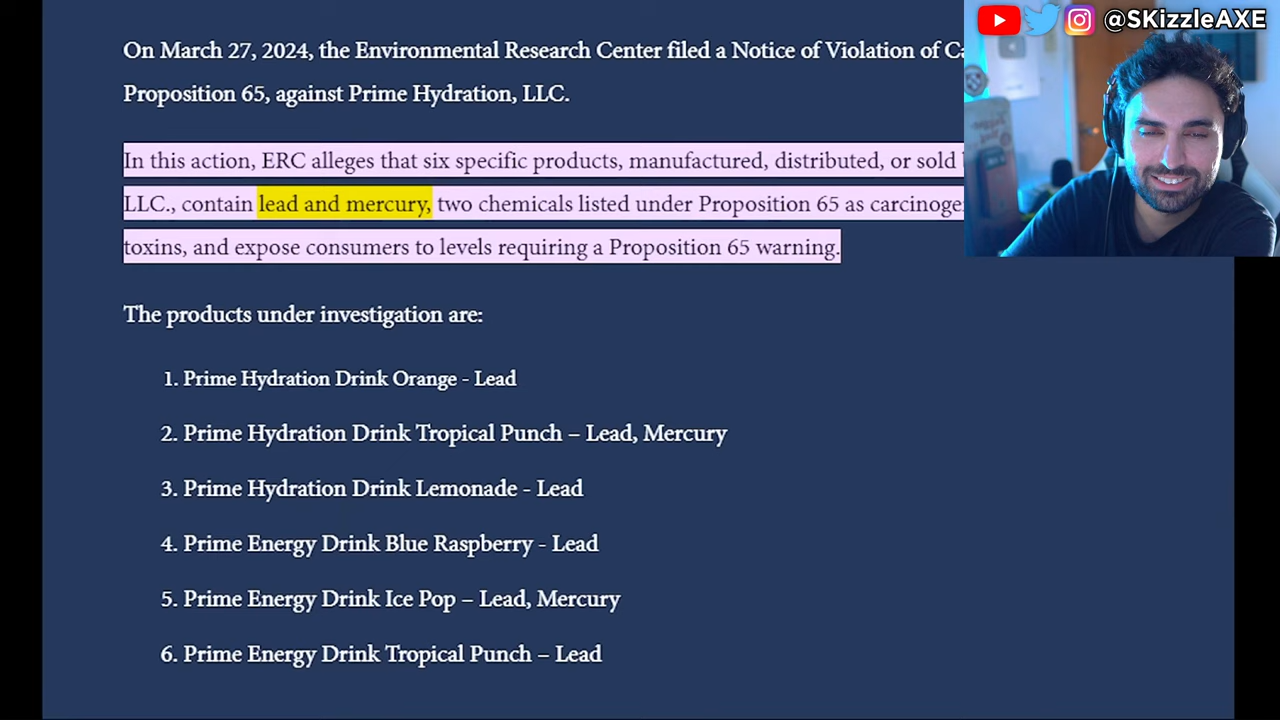 @SKizzleAXE
On March 27, 2024, the Environmental Research Center filed a Notice of Violation of
Proposition 65, against Prime Hydration, LLC.
In this action, ERC alleges that six specific products, manufactured, distributed, or sold
LLC., contain lead and mercury, two chemicals listed under Proposition 65 as
toxins, and expose consumers to levels requiring a Proposition 65 warning.
The products under investigation are:
1. Prime Hydration Drink Orange - Lead
2. Prime Hydration Drink Tropical Punch – Lead, Mercury
3. Prime Hydration Drink Lemonade - Lead
4. Prime Energy Drink Blue Raspberry - Lead
5. Prime Energy Drink Ice Pop – Lead, Mercury
6. Prime Energy Drink Tropical Punch – Lead